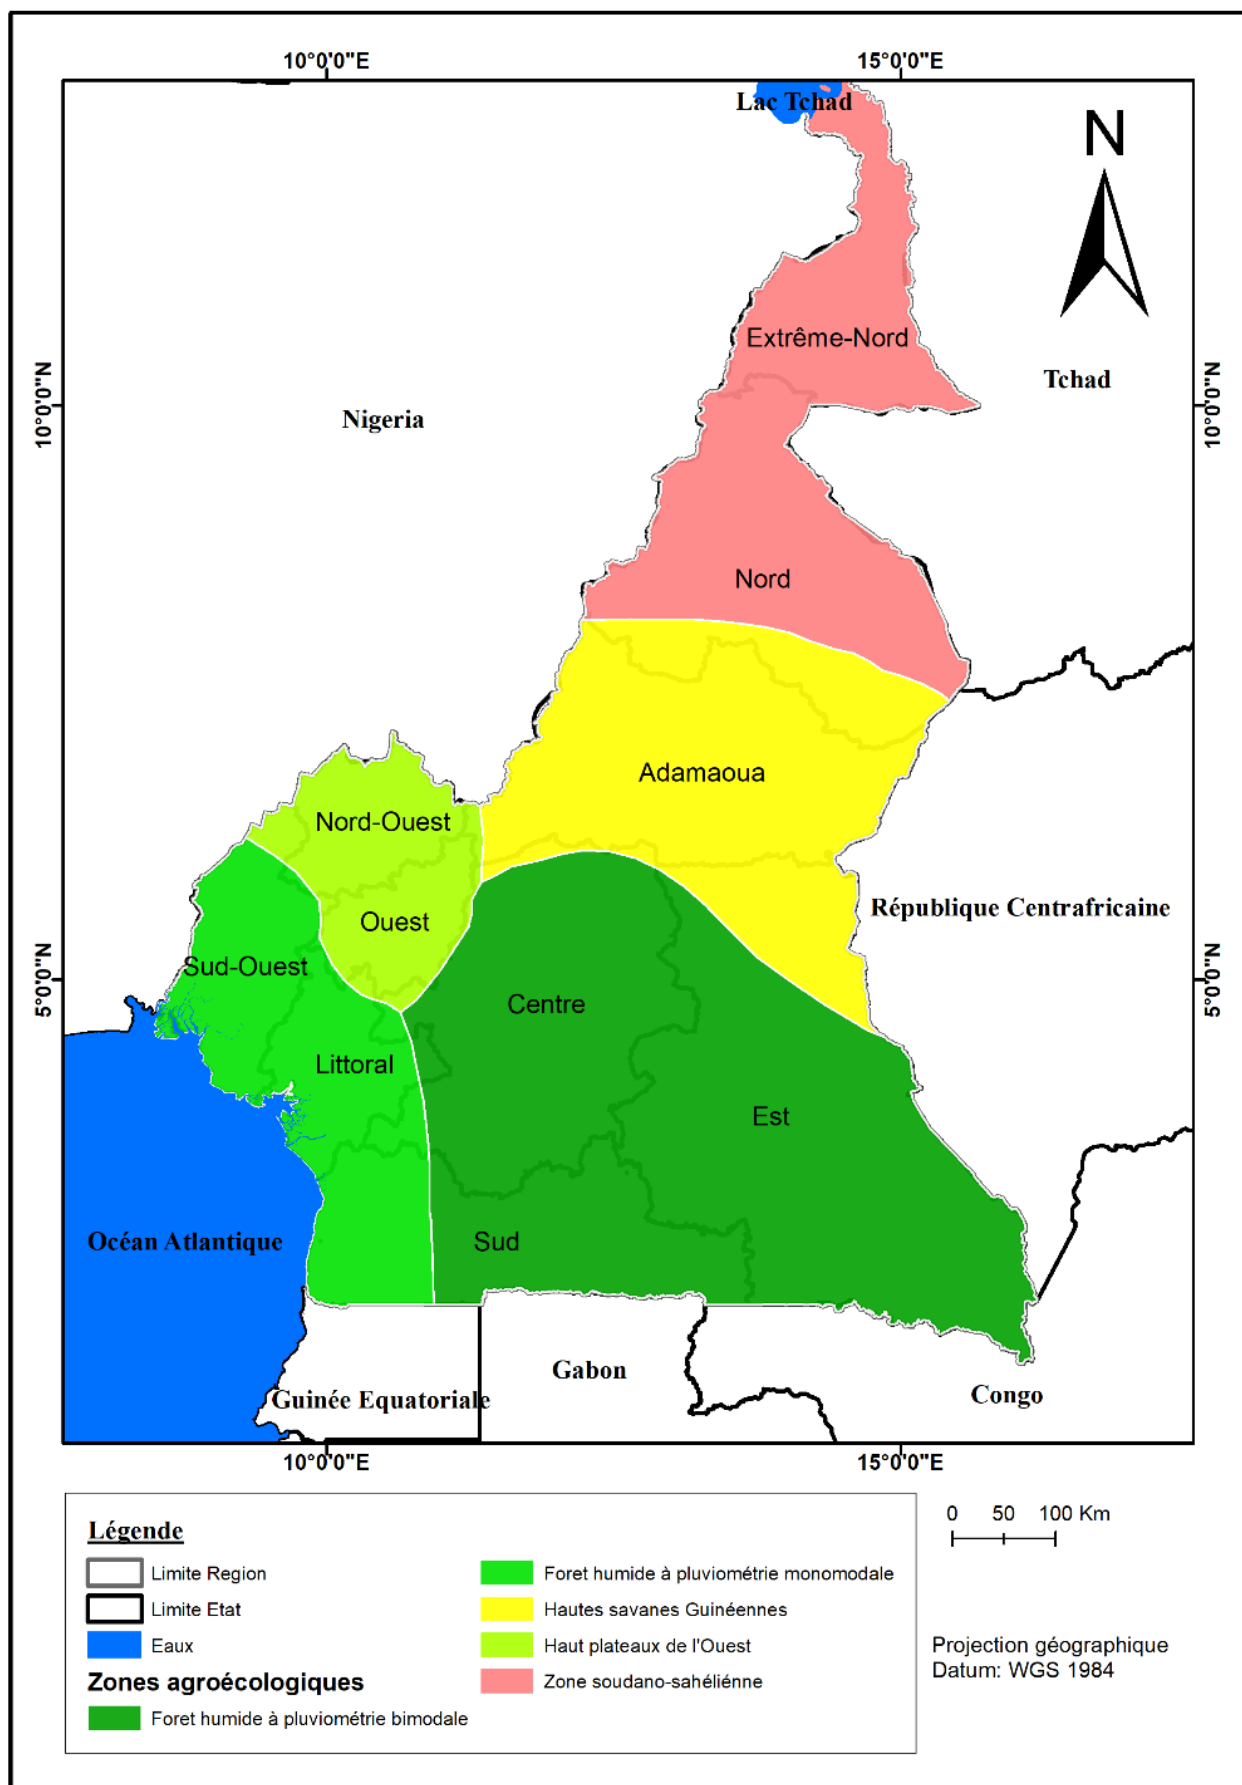 10°0'0"E 15°0'0"E
Lac Tchad
N
Extrême-Nord
Tchad
10°0'0"N
10°0'0"N
Nigeria
Nord
Adamaoua
Nord-Ouest
République Centrafricaine
Ouest
Sud-Ouest
5°0'0"N
5°0'0"N
Centre
Littoral
Est
Océan Atlantique
Sud
Gabon
Guinée Equatoriale
Congo
10°0'0"E 15°0'0"E
Légende
Limite Region
Limite Etat
Eaux
Zones agroécologiques
Foret humide à pluviométrie bimodale
Foret humide à pluviométrie monomodale
Hautes savanes Guinéennes
Haut plateaux de l'Ouest
Zone soudano-sahéliénne
0 50 100 Km
Projection géographique
Datum: WGS 1984